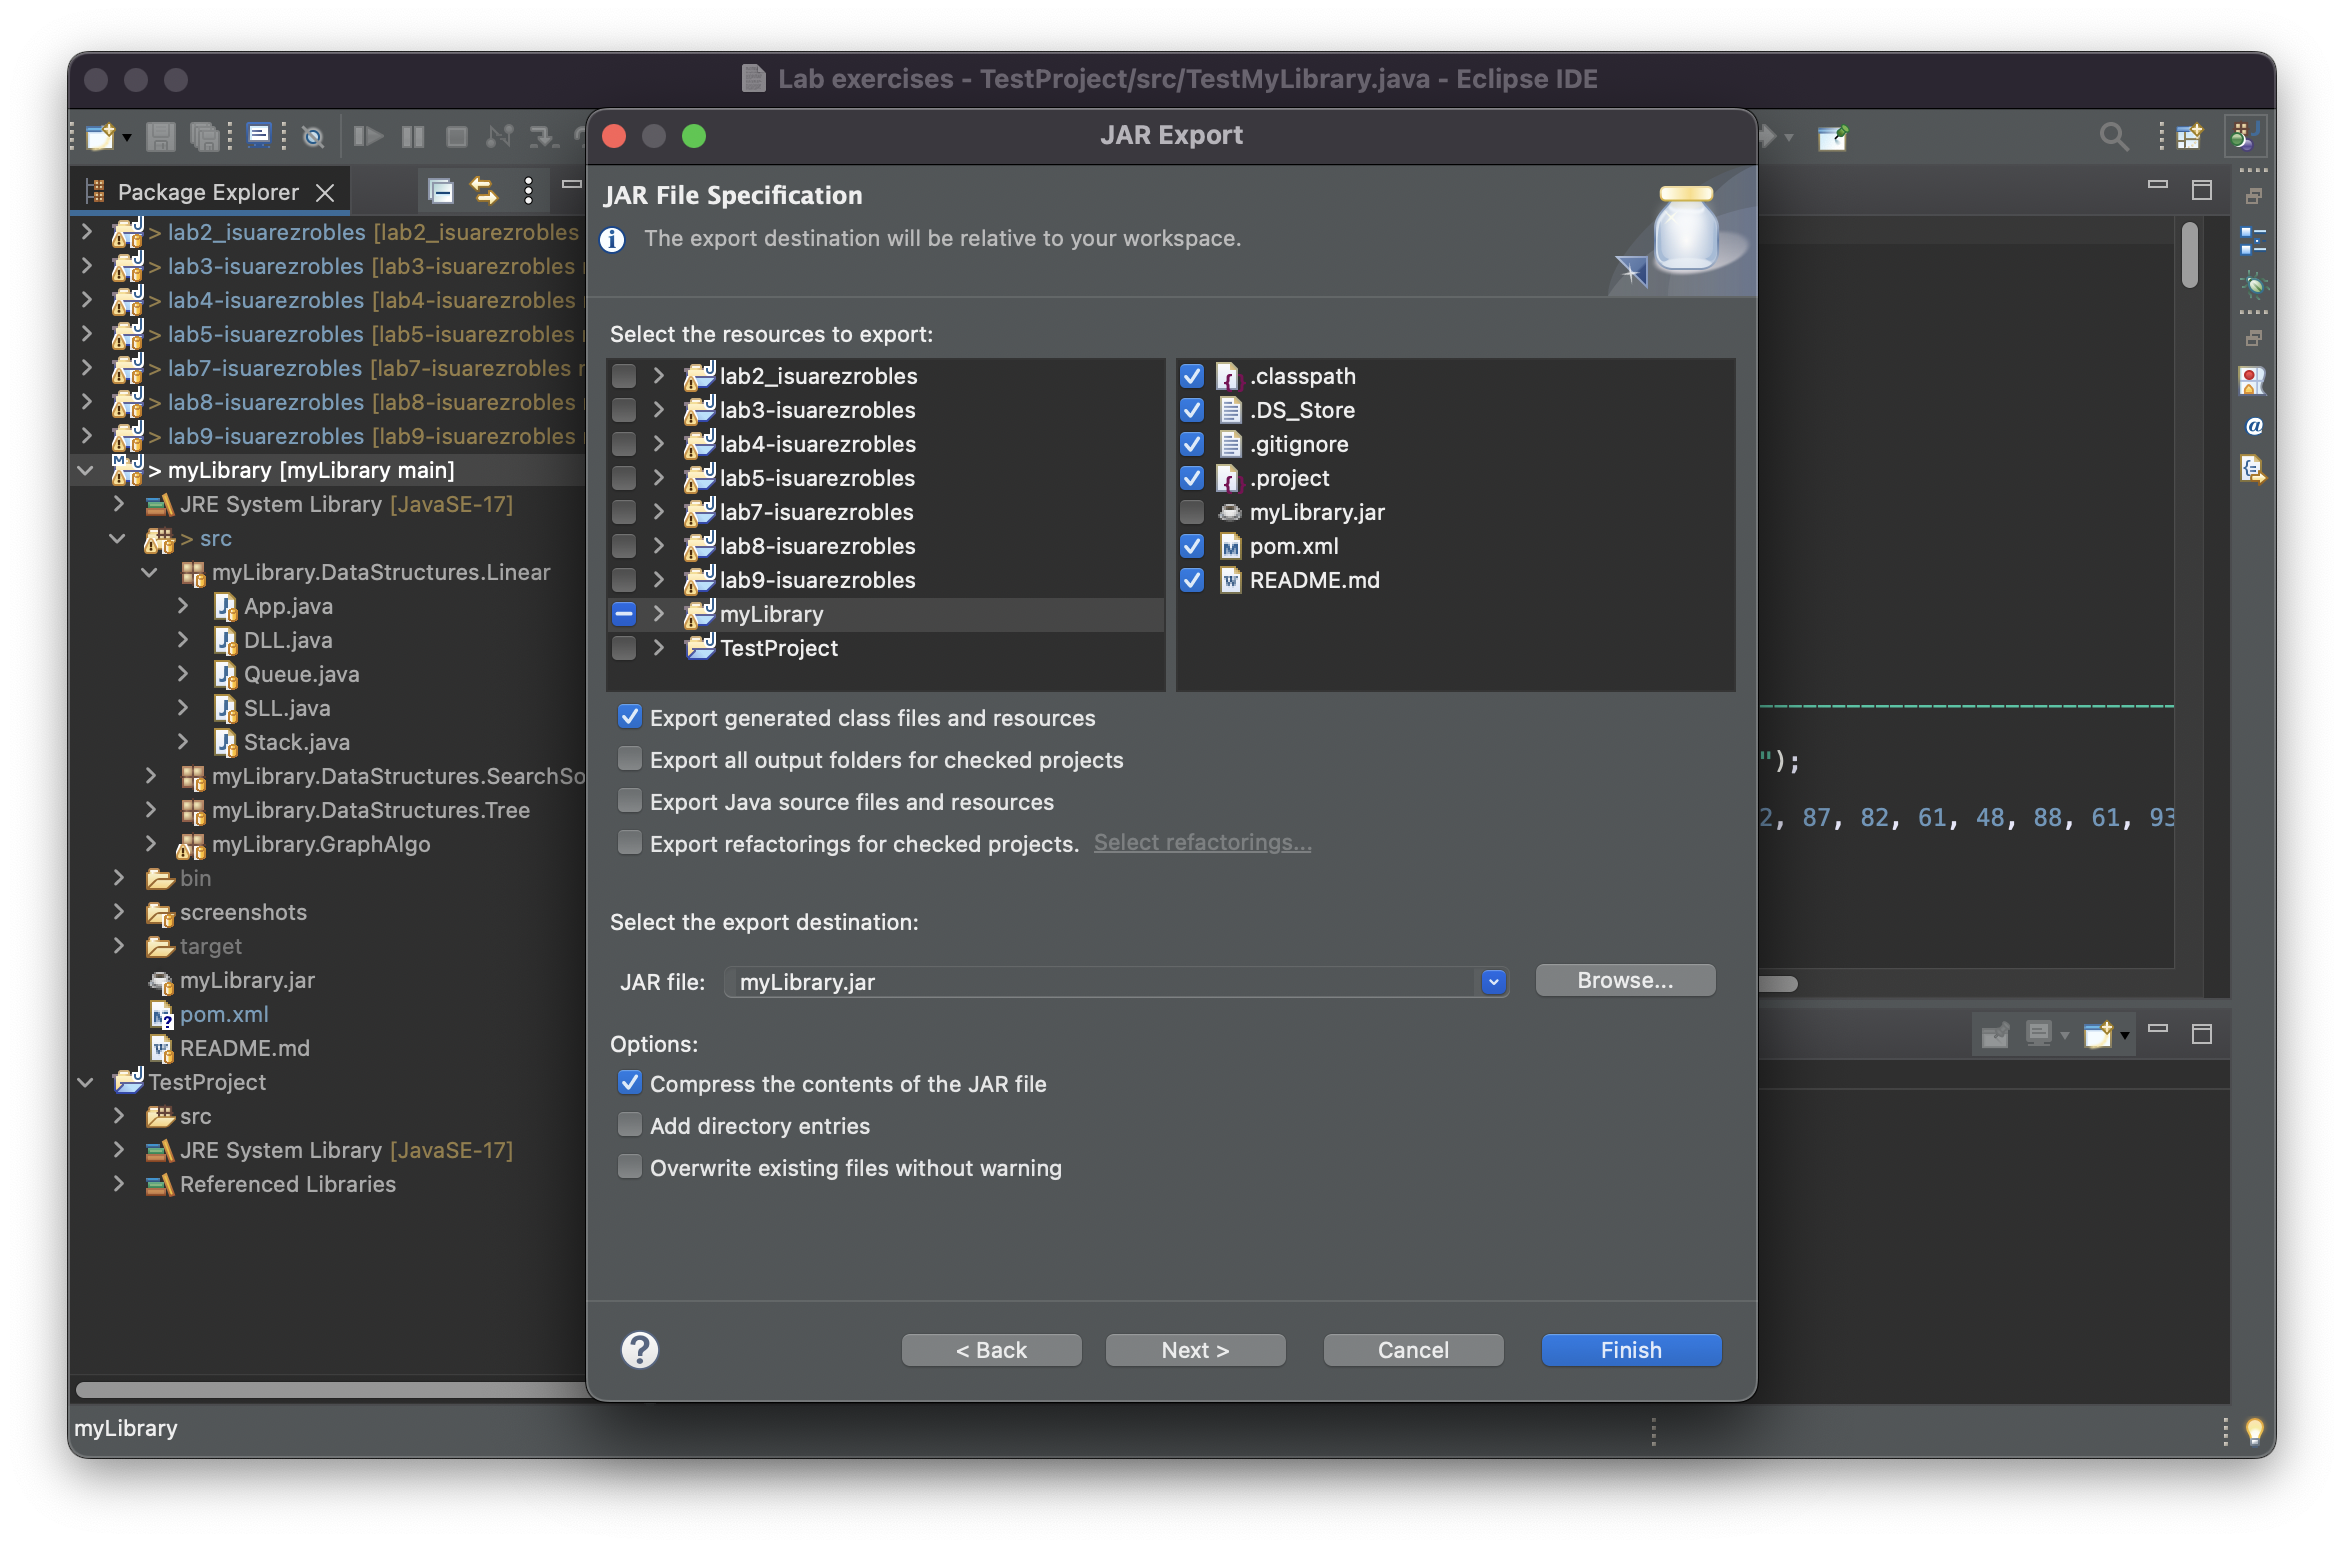 Lab exercises - TestProject/src/TestMyLibrary.java - Eclipse IDE
Package Explorer
> lab2_isuarezrobles [lab2_isuarezrobles
> lab3-isuarezrobles [lab3-isuarezrobles
> lab4-isuarezrobles [lab4-isuarezrobles
> lab5-isuarezrobles [lab5-isuarezrobles
> lab7-isuarezrobles [lab7-isuarezrobles
> lab8-isuarezrobles [lab8-isuarezrobles
> lab9-isuarezrobles [lab9-isuarezrobles
> myLibrary [myLibrary main]
JRE System Library [JavaSE-17]
> src
myLibrary.DataStructures.Linear
App.java
DLL.java
Queue.java
SLL.java
Stack.java
myLibrary.DataStructures.SearchSo
myLibrary.DataStructures.Tree
myLibrary.GraphAlgo
bin
screenshots
target
myLibrary.jar
pom.xml
README.md
TestProject
src
JRE System Library [JavaSE-17]
Referenced Libraries
myLibrary
JAR Export
JAR File Specification
The export destination will be relative to your workspace.
Select the resources to export:
lab2_isuarezrobles
lab3-isuarezrobles
lab4-isuarezrobles
lab5-isuarezrobles
lab7-isuarezrobles
lab8-isuarezrobles
lab9-isuarezrobles
myLibrary
TestProject
.classpath
.DS_Store
.gitignore
.project
myLibrary.jar
pom.xml
README.md
Export generated class files and resources
Export all output folders for checked projects
Export Java source files and resources
Export refactorings for checked projects. Select refactorings...
Select the export destination:
JAR file: myLibrary.jar Browse...
Options:
Compress the contents of the JAR file
Add directory entries
Overwrite existing files without warning
< Back Next > Cancel Finish
");
2, 87, 82, 61, 48, 88, 61, 93